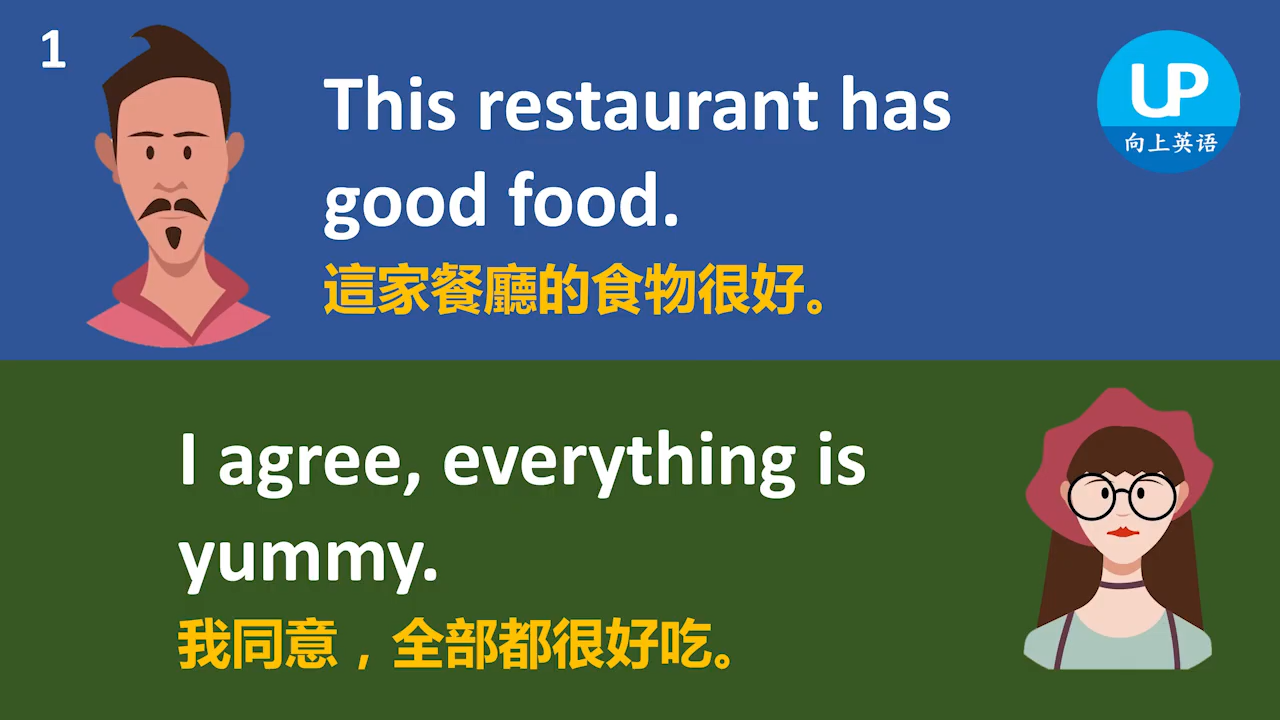 1
This restaurant has
good food.
這家餐廳的食物很好。
UP
向上英语
I agree, everything is
yummy.
我同意，全部都很好吃。